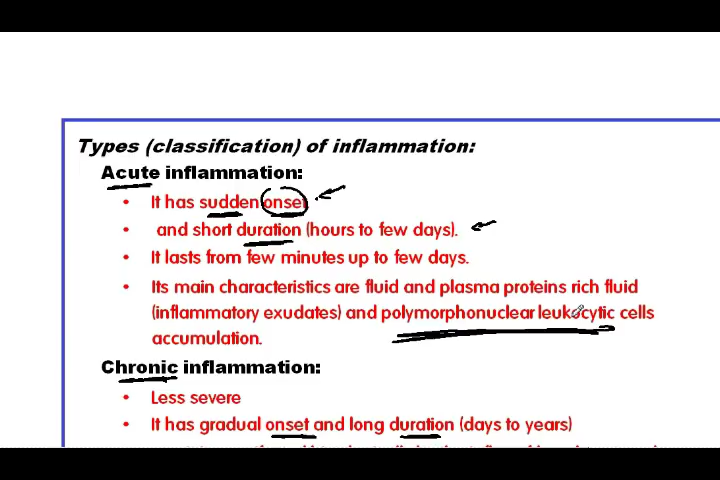 Types (classification) of inflammation:
Acute inflammation:
• It has sudden onset
• and short duration (hours to few days).
• It lasts from few minutes up to few days.
• Its main characteristics are fluid and plasma proteins rich fluid
(inflammatory exudates) and polymorphonuclear leukocytic cells
accumulation.
Chronic inflammation:
• Less severe
• It has gradual onset and long duration (days to years)